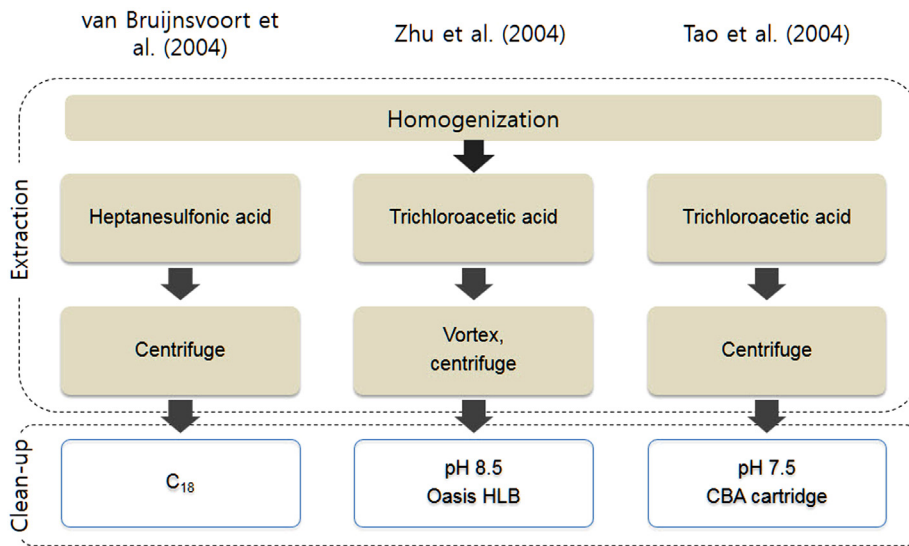 van Bruijnsvoort et
al. (2004)
Zhu et al. (2004)
Tao et al. (2004)
Extraction
Homogenization
Heptanesulfonic acid
Trichloroacetic acid
Trichloroacetic acid
Centrifuge
Vortex,
centrifuge
Centrifuge
Clean-up
C₁₈
pH 8.5
Oasis HLB
pH 7.5
CBA cartridge